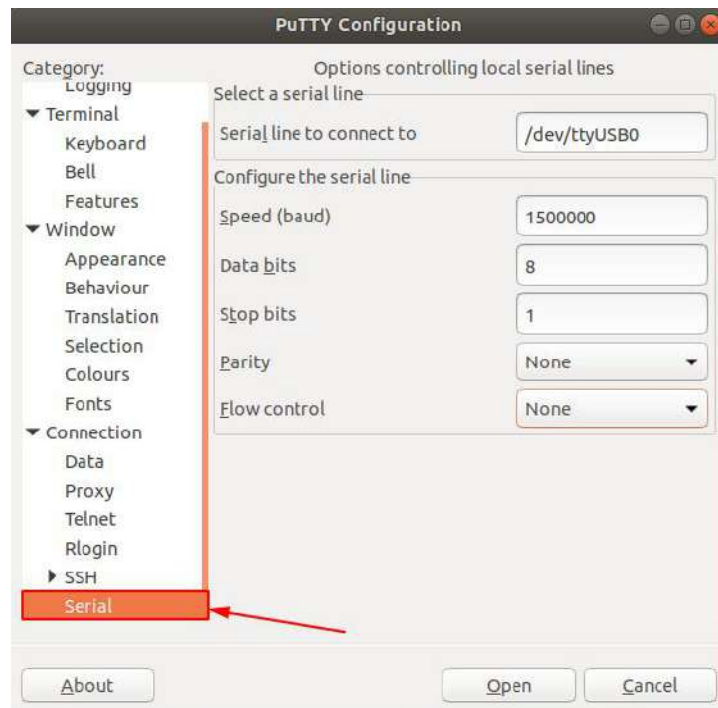 PuTTY Configuration
Category:
Logging
Terminal
Keyboard
Bell
Features
Window
Appearance
Behaviour
Translation
Selection
Colours
Fonts
Connection
Data
Proxy
Telnet
Rlogin
SSH
Serial
Options controlling local serial lines
Select a serial line
Serial line to connect to /dev/ttyUSB0
Configure the serial line
Speed (baud) 1500000
Data bits 8
Stop bits 1
Parity None
Flow control None
About Open Cancel